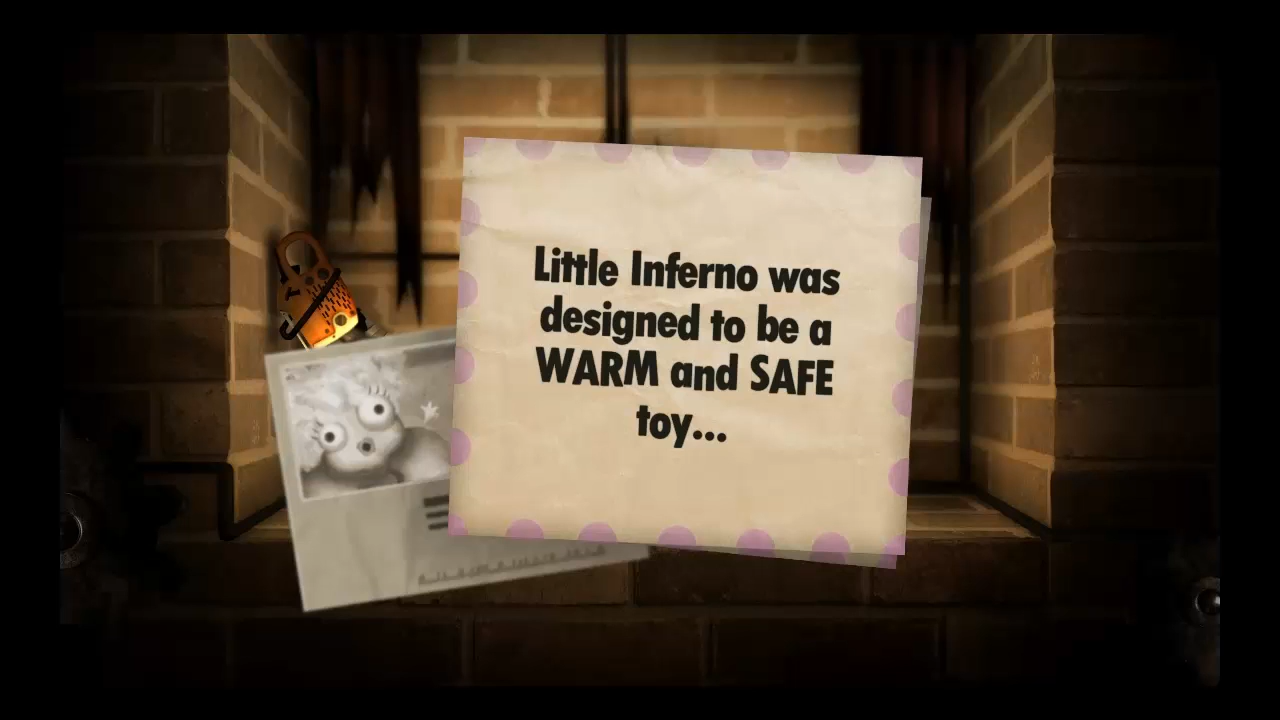 Little Inferno was
designed to be a
WARM and SAFE
toy...